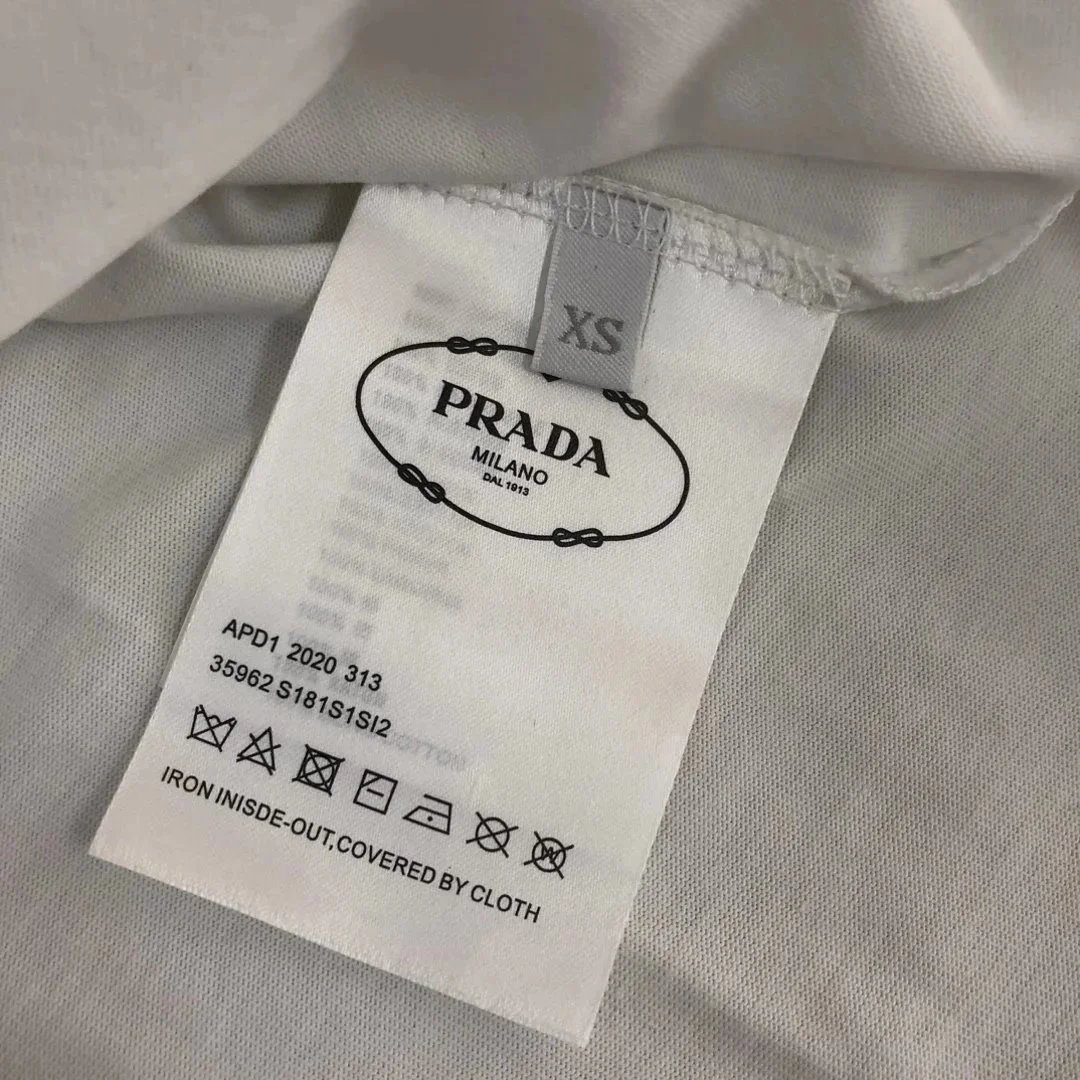 XS
PRADA
MILANO
DAL 1913
APD1 2020 313
35962 S181S1SI2
IRON INISDE-OUT,COVERED BY CLOTH